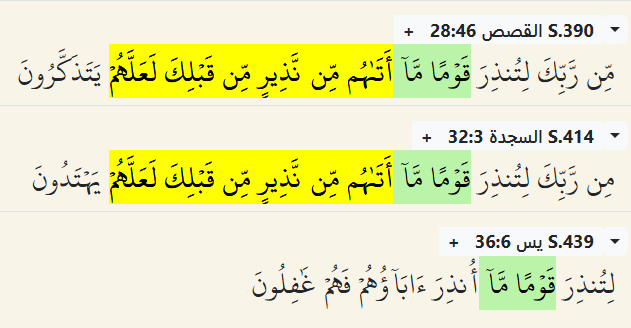 S.390 القصص 28:46 +
مِّن رَّبِّكَ لِتُنذِرَ قَوْمًا مَّآ أَتَىٰهُم مِّن نَّذِيرٍ مِّن قَبْلِكَ لَعَلَّهُمْ يَتَذَكَّرُونَ
S.414 السجدة 32:3 +
مِن رَّبِّكَ لِتُنذِرَ قَوْمًا مَّآ أَتَىٰهُم مِّن نَّذِيرٍ مِّن قَبْلِكَ لَعَلَّهُمْ يَهْتَدُونَ
S.439 يس 36:6 +
لِتُنذِرَ قَوْمًا مَّآ أُنذِرَ ءَابَآؤُهُمْ فَهُمْ غَٰفِلُونَ